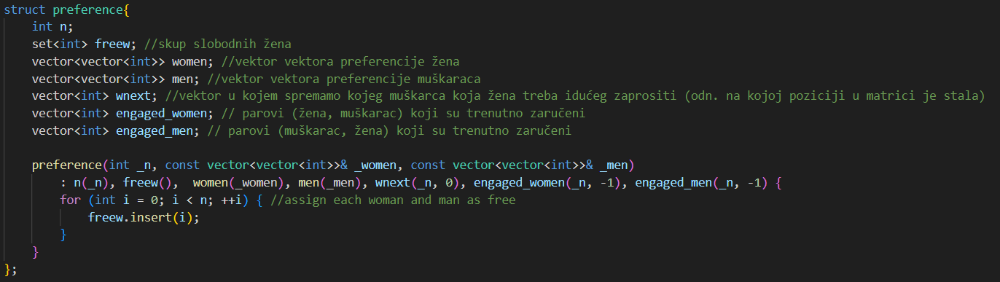 struct preference{
    int n;
    set<int> freew; //skup slobodnih žena
    vector<vector<int>> women; //vektor vektora preferencije žena
    vector<vector<int>> men; //vektor vektora preferencije muškaraca
    vector<int> wnext; //vektor u kojem spremamo kojeg muškarca koja žena treba idućeg zaprositi (odn. na kojoj poziciji u matrici je stala)
    vector<int> engaged_women; // parovi (žena, muškarac) koji su trenutno zaručeni
    vector<int> engaged_men; // parovi (muškarac, žena) koji su trenutno zaručeni
    preference(int _n, const vector<vector<int>>& _women, const vector<vector<int>>& _men)
        : n(_n), freew(),  women(_women), men(_men), wnext(_n, 0), engaged_women(_n, -1), engaged_men(_n, -1) {
        for (int i = 0; i < n; ++i) { //assign each woman and man as free
            freew.insert(i);
        }
    }
};